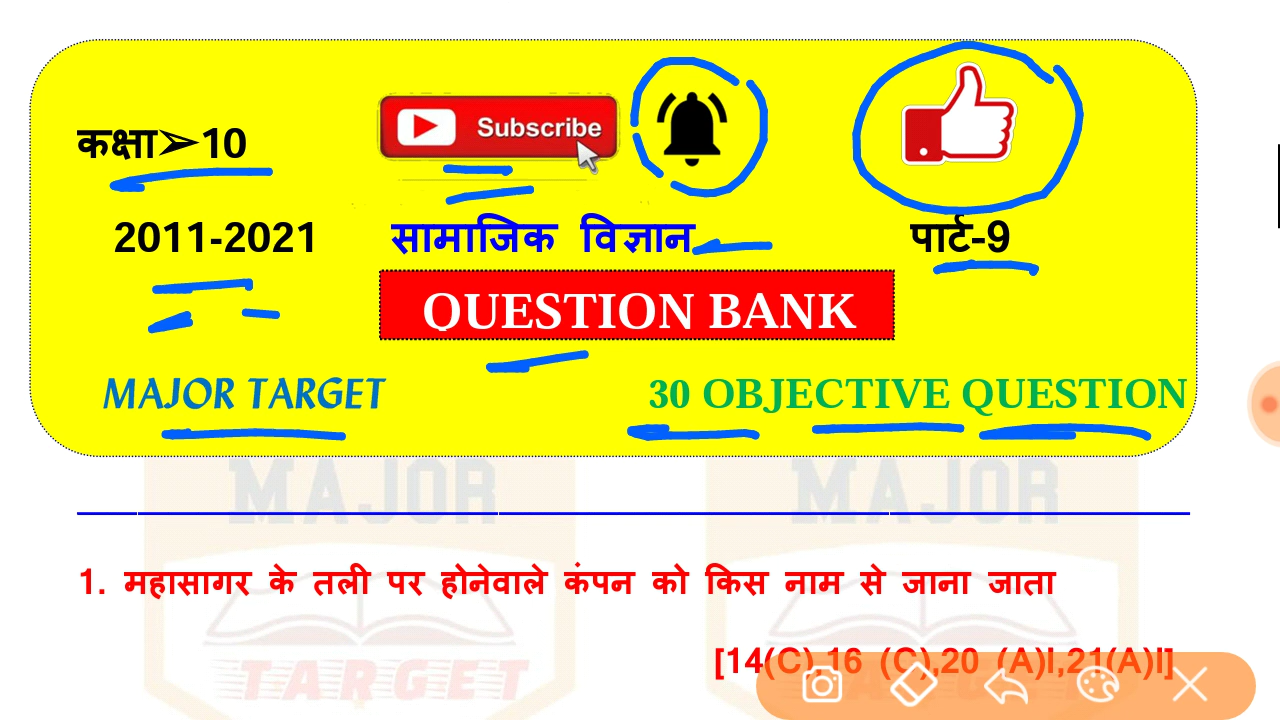 कक्षा➢10
Subscribe
2011-2021 सामाजिक विज्ञान पार्ट-9
QUESTION BANK
MAJOR TARGET 30 OBJECTIVE QUESTION
MAJOR MAJOR
1. महासागर के तली पर होनेवाले कंपन को किस नाम से जाना जाता
[14(C),16 (C),20 (A)I,21(A)I]
TARGET TARGET